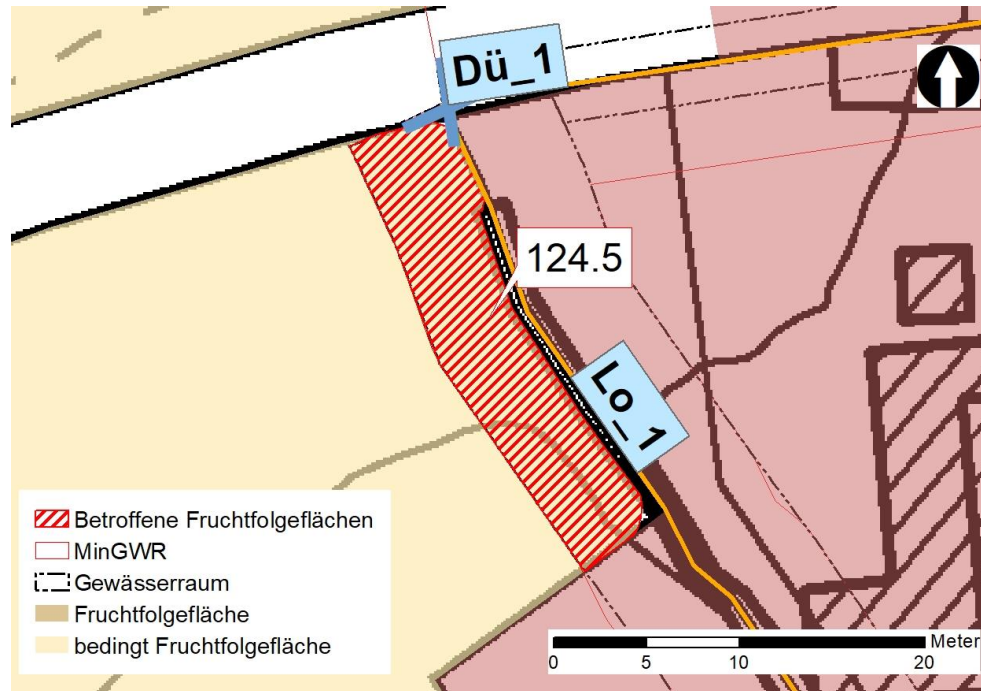 Dü_1
124.5
Lo_1
Betroffene Fruchtfolgeflächen
MinGWR
Gewässerraum
Fruchtfolgefläche
bedingt Fruchtfolgefläche
Meter
0 5 10 20